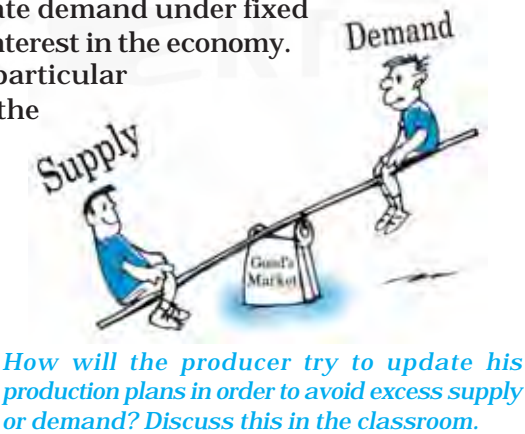 ate demand under fixed
nterest in the economy.
particular
the
Demand
Supply
Good's
Market
How will the producer try to update his
production plans in order to avoid excess supply
or demand? Discuss this in the classroom.